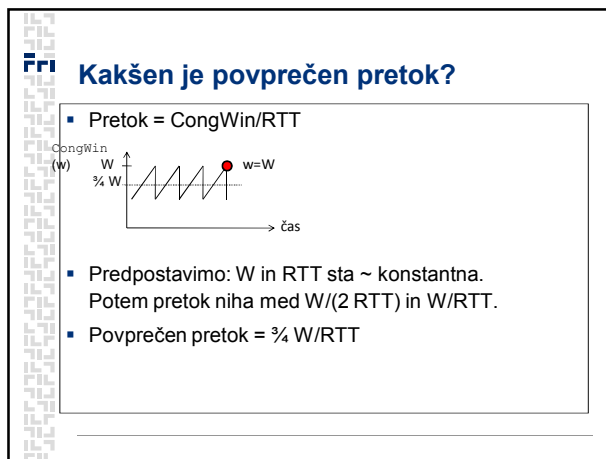 Fri
Kakšen je povprečen pretok?
▪ Pretok = CongWin/RTT
CongWin
(w) W
¾ W
w=W
čas
▪ Predpostavimo: W in RTT sta ~ konstantna.
Potem pretok niha med W/(2 RTT) in W/RTT.
▪ Povprečen pretok = ¾ W/RTT